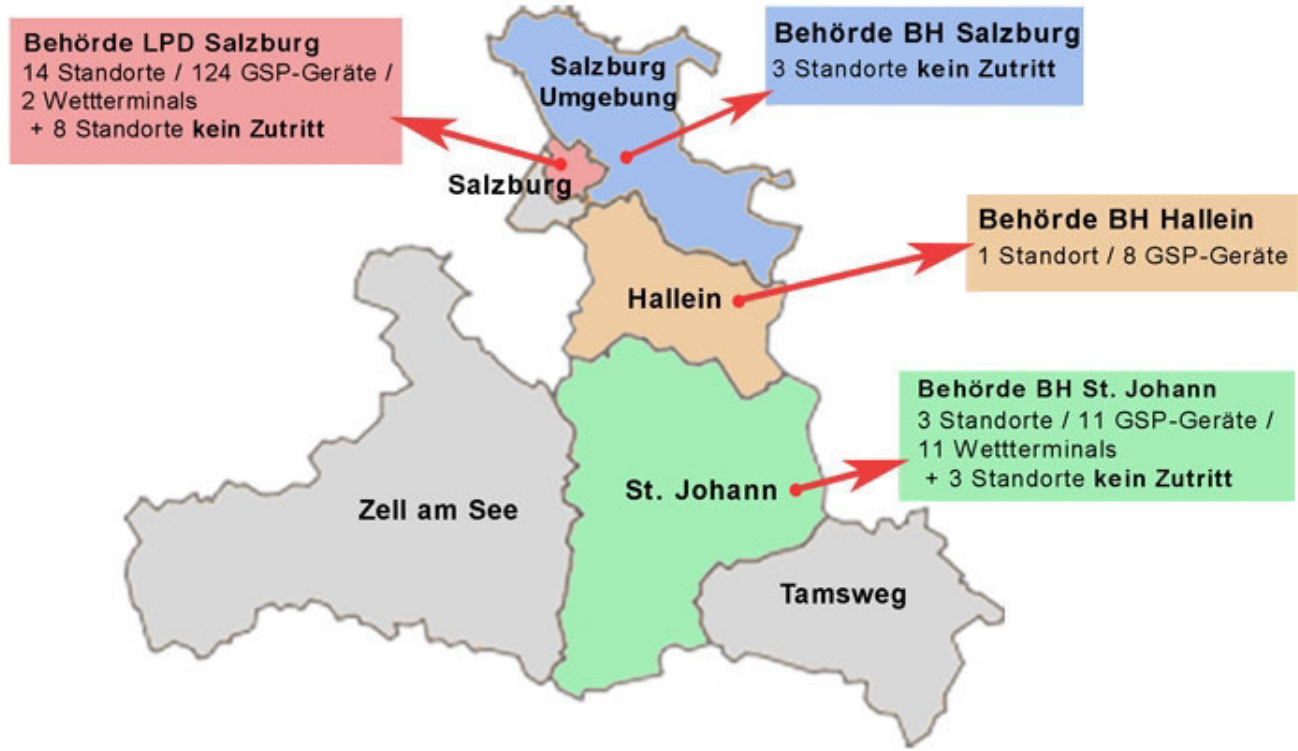 Behörde LPD Salzburg
14 Standorte / 124 GSP-Geräte /
2 Wettterminals
+ 8 Standorte kein Zutritt
Behörde BH Salzburg
3 Standorte kein Zutritt
Salzburg
Umgebung
Salzburg
Behörde BH Hallein
1 Standort / 8 GSP-Geräte
Hallein
Behörde BH St. Johann
3 Standorte / 11 GSP-Geräte /
11 Wettterminals
+ 3 Standorte kein Zutritt
St. Johann
Zell am See
Tamsweg